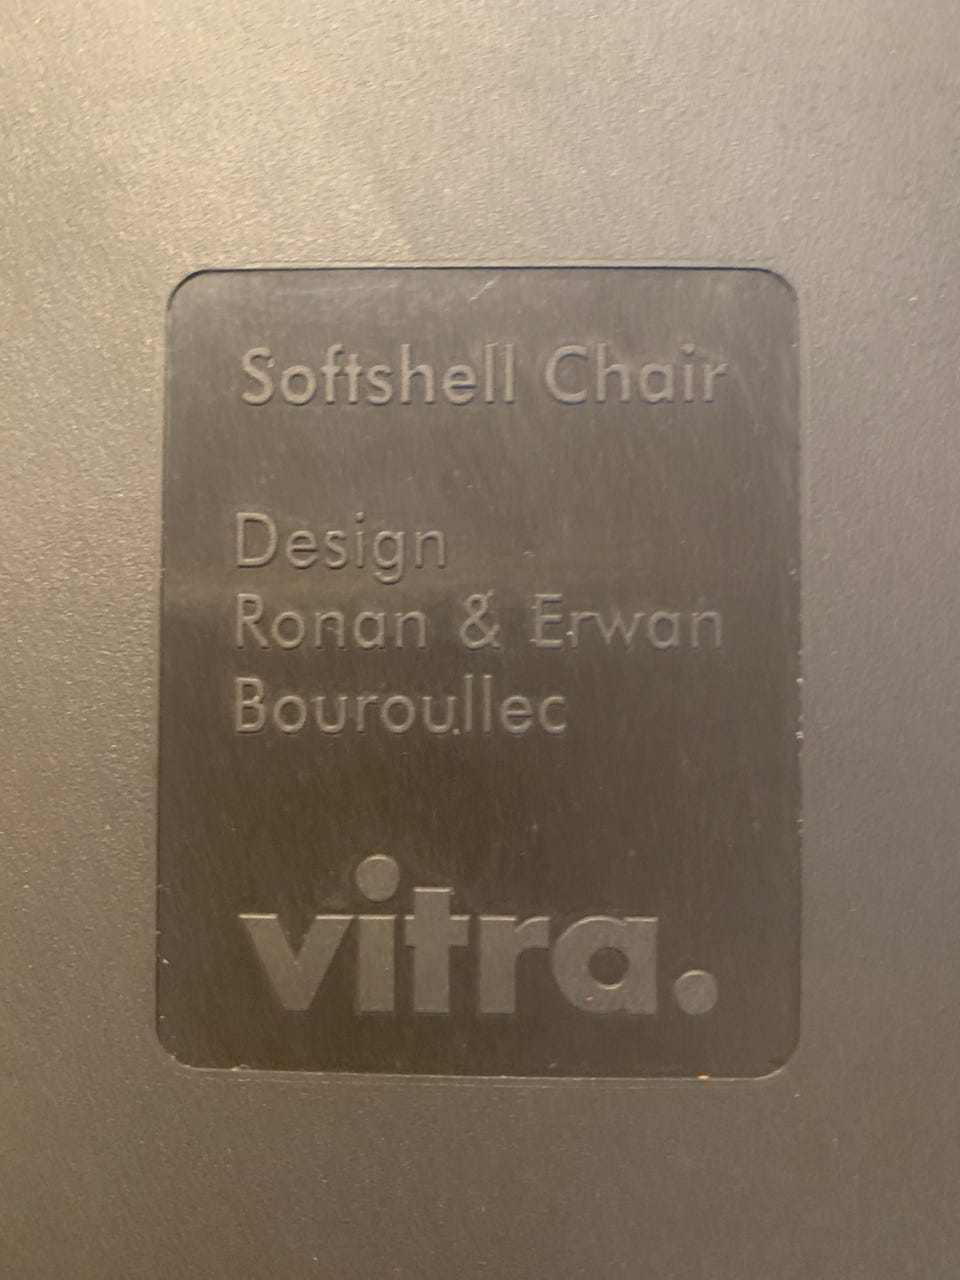 Softshell Chair
Design
Ronan & Erwan
Bouroullec
vitra.